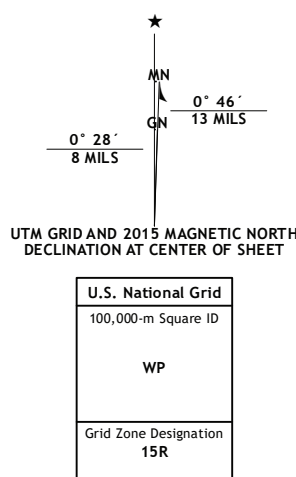 ★
MN
0° 46´
13 MILS
GN
0° 28´
8 MILS
UTM GRID AND 2015 MAGNETIC NORTH
DECLINATION AT CENTER OF SHEET
U.S. National Grid
100,000-m Square ID
WP
Grid Zone Designation
15R